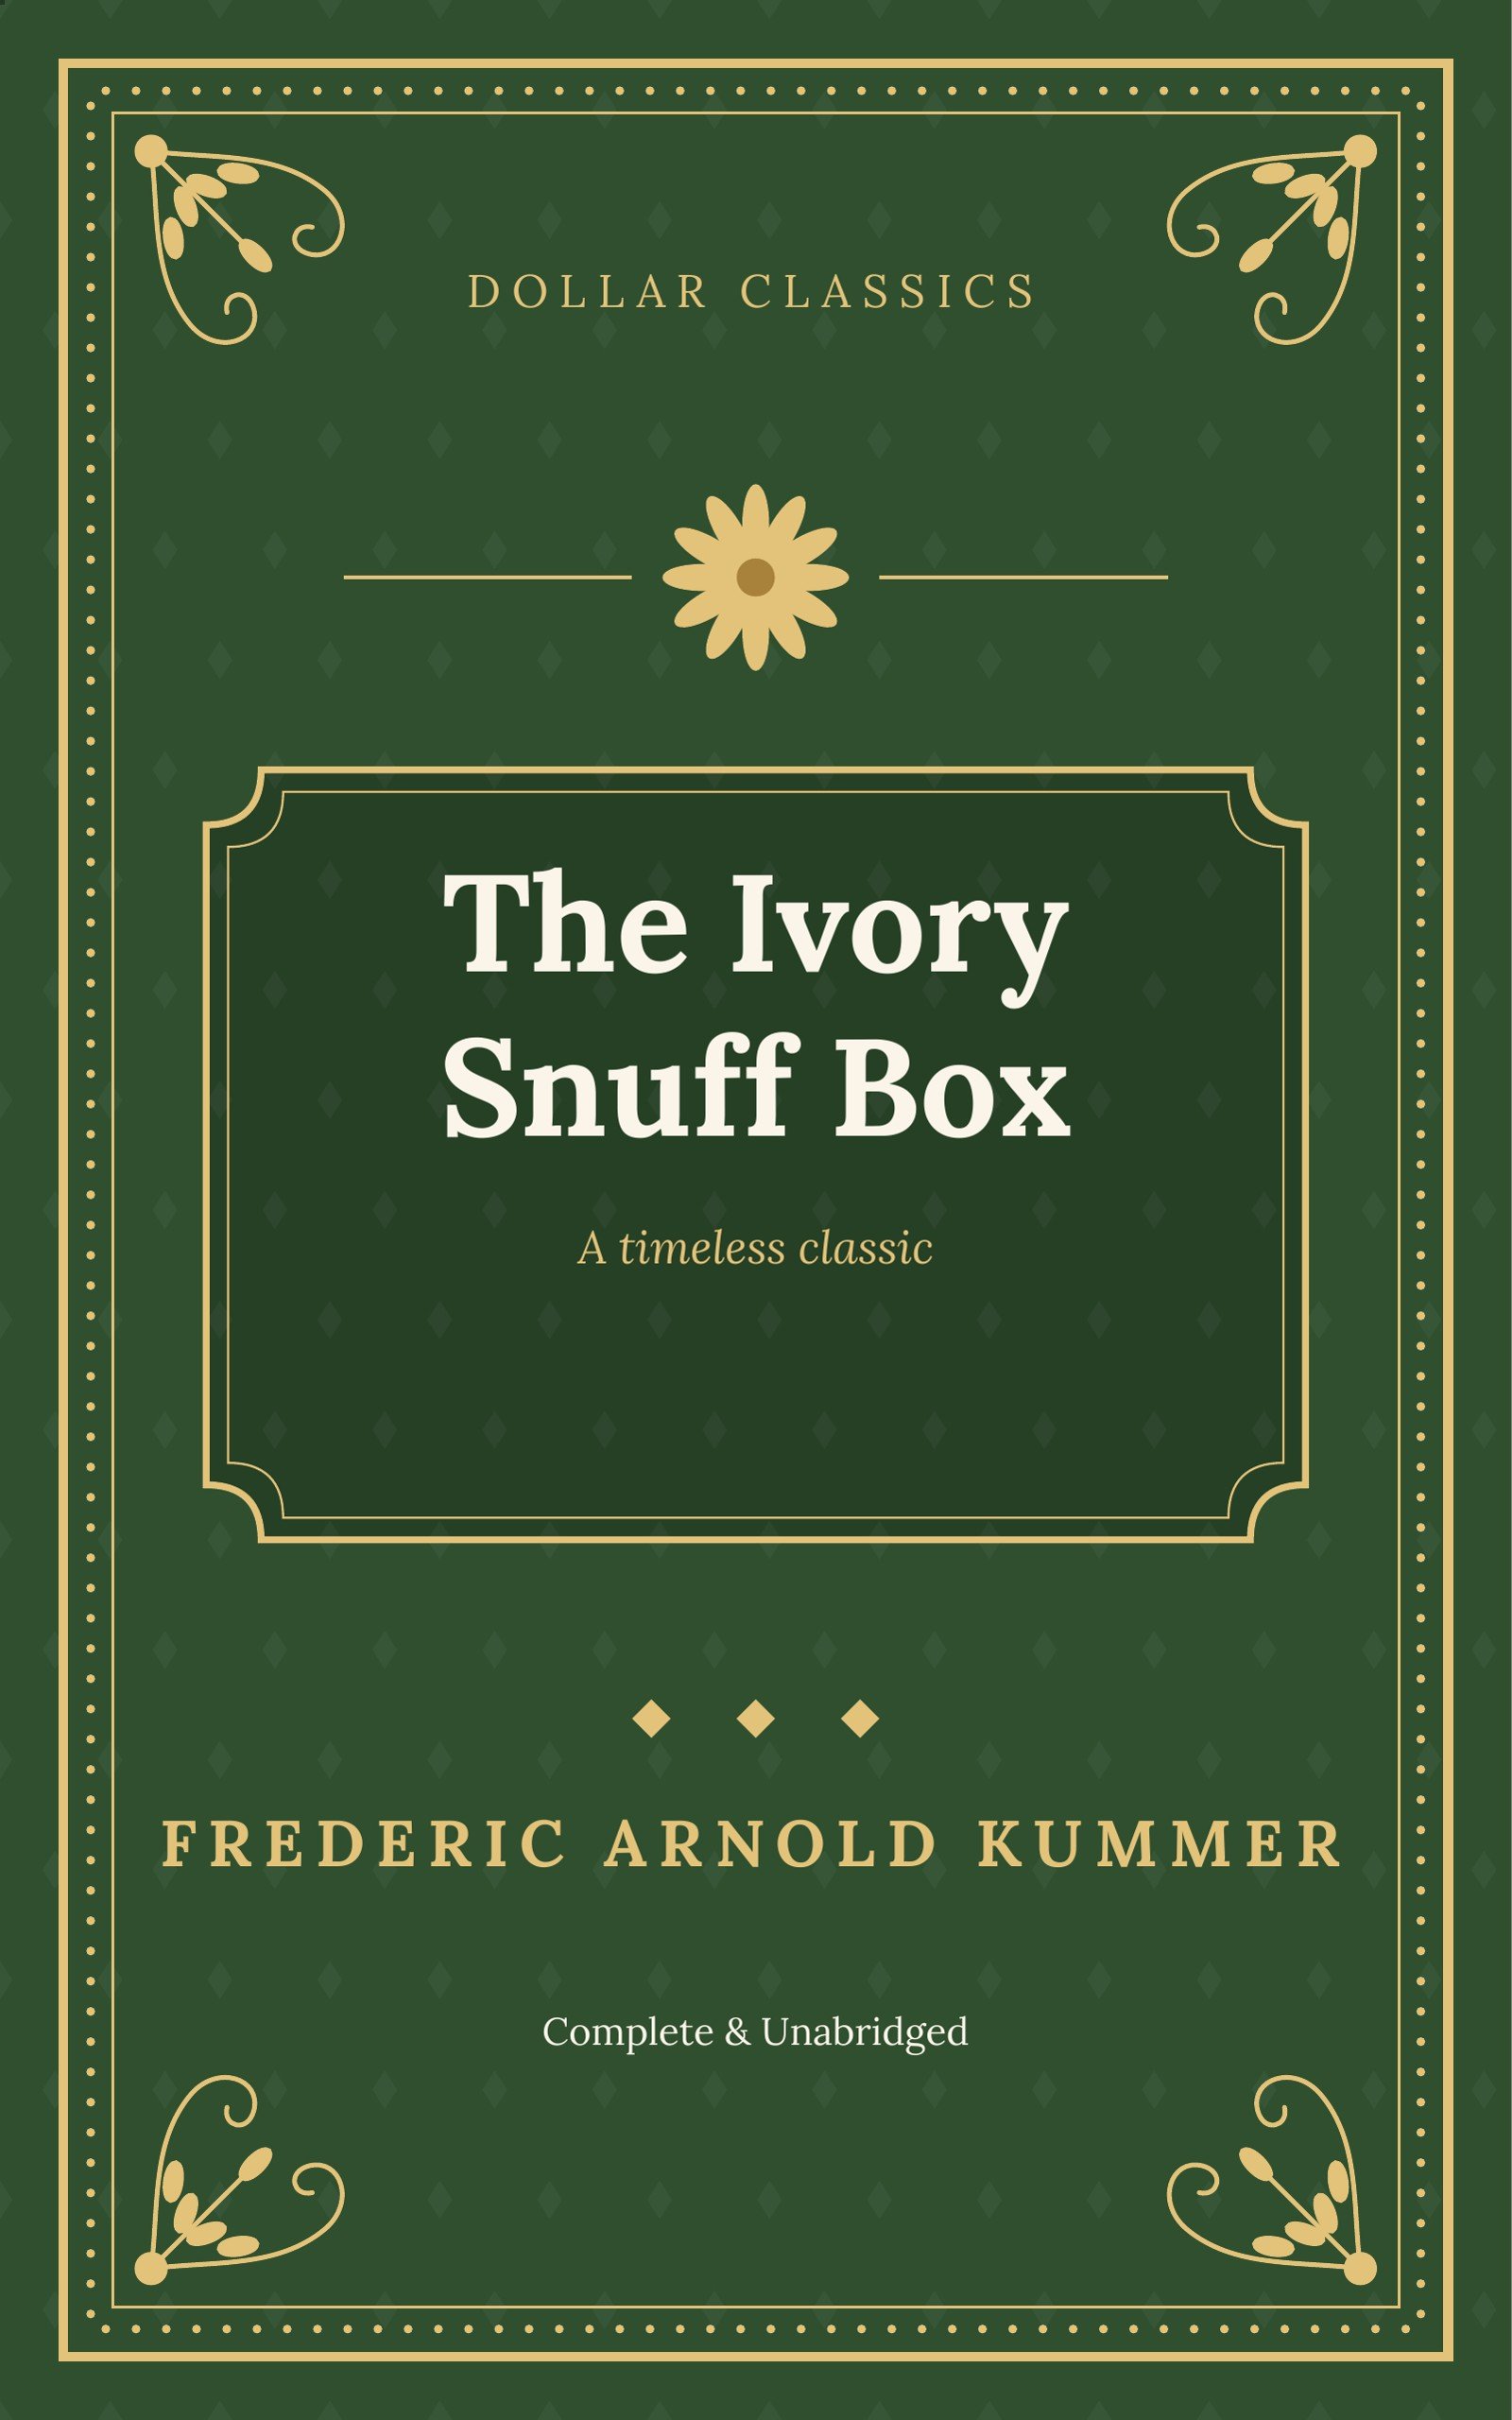 DOLLAR CLASSICS
The Ivory
Snuff Box
A timeless classic
FREDERIC ARNOLD KUMMER
Complete & Unabridged